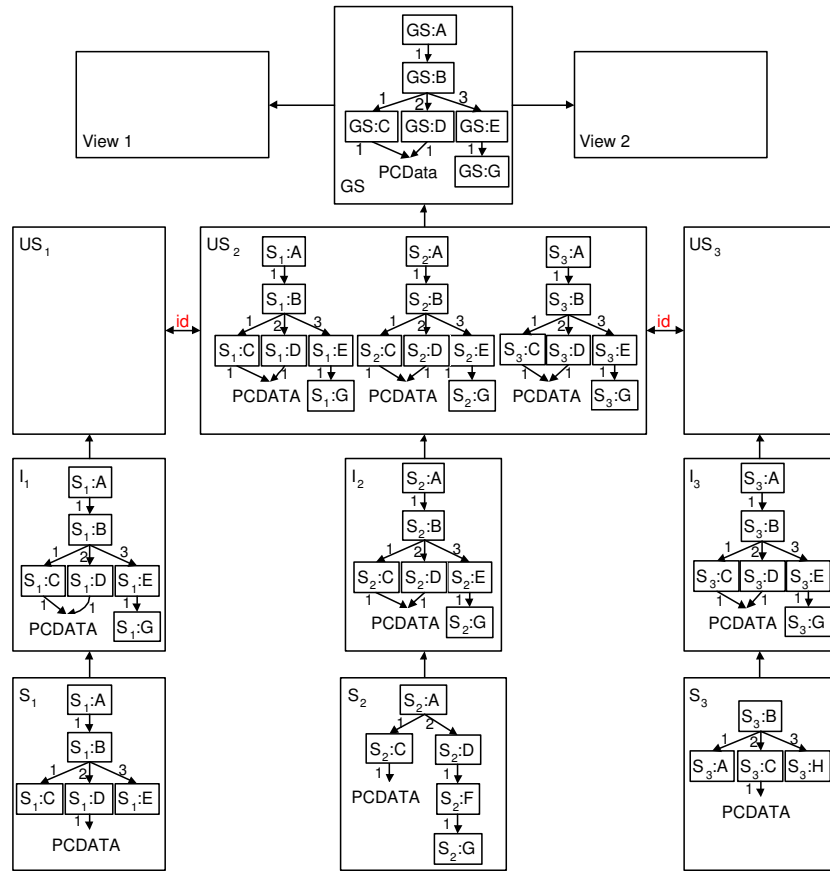 GS:A
1
GS:B
1 2 3
GS:C GS:D GS:E
1 1 1
PCData GS:G
GS
View 1
View 2
US1
id
US2
S1:A S2:A S3:A
1 1 1
S1:B S2:B S3:B
1 2 3 1 2 3 1 2 3
S1:C S1:D S1:E S2:C S2:D S2:E S3:C S3:D S3:E
1 1 1 1 1 1 1 1 1
PCDATA S1:G PCDATA S2:G PCDATA S3:G
id
US3
I1
S1:A
1
S1:B
1 2 3
S1:C S1:D S1:E
1 1 1
PCDATA S1:G
I2
S2:A
1
S2:B
1 2 3
S2:C S2:D S2:E
1 1 1
PCDATA S2:G
I3
S3:A
1
S3:B
1 2 3
S3:C S3:D S3:E
1 1 1
PCDATA S3:G
S1
S1:A
1
S1:B
1 2 3
S1:C S1:D S1:E
1
PCDATA
S2
S2:A
1 2
S2:C S2:D
1 1
PCDATA S2:F
1
S2:G
S3
S3:B
1 2 3
S3:A S3:C S3:H
1
PCDATA